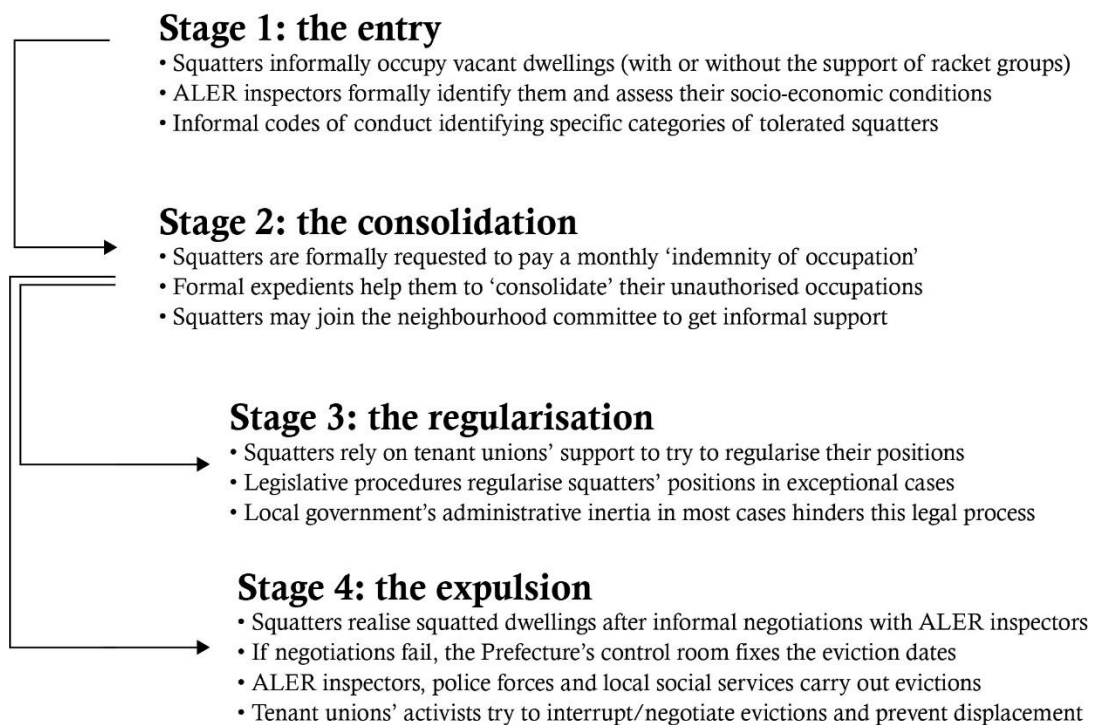 Stage 1: the entry
• Squatters informally occupy vacant dwellings (with or without the support of racket groups)
• ALER inspectors formally identify them and assess their socio-economic conditions
• Informal codes of conduct identifying specific categories of tolerated squatters
Stage 2: the consolidation
• Squatters are formally requested to pay a monthly ‘indemnity of occupation’
• Formal expedients help them to ‘consolidate’ their unauthorised occupations
• Squatters may join the neighbourhood committee to get informal support
Stage 3: the regularisation
• Squatters rely on tenant unions’ support to try to regularise their positions
• Legislative procedures regularise squatters’ positions in exceptional cases
• Local government’s administrative inertia in most cases hinders this legal process
Stage 4: the expulsion
• Squatters realise squatted dwellings after informal negotiations with ALER inspectors
• If negotiations fail, the Prefecture’s control room fixes the eviction dates
• ALER inspectors, police forces and local social services carry out evictions
• Tenant unions’ activists try to interrupt/negotiate evictions and prevent displacement